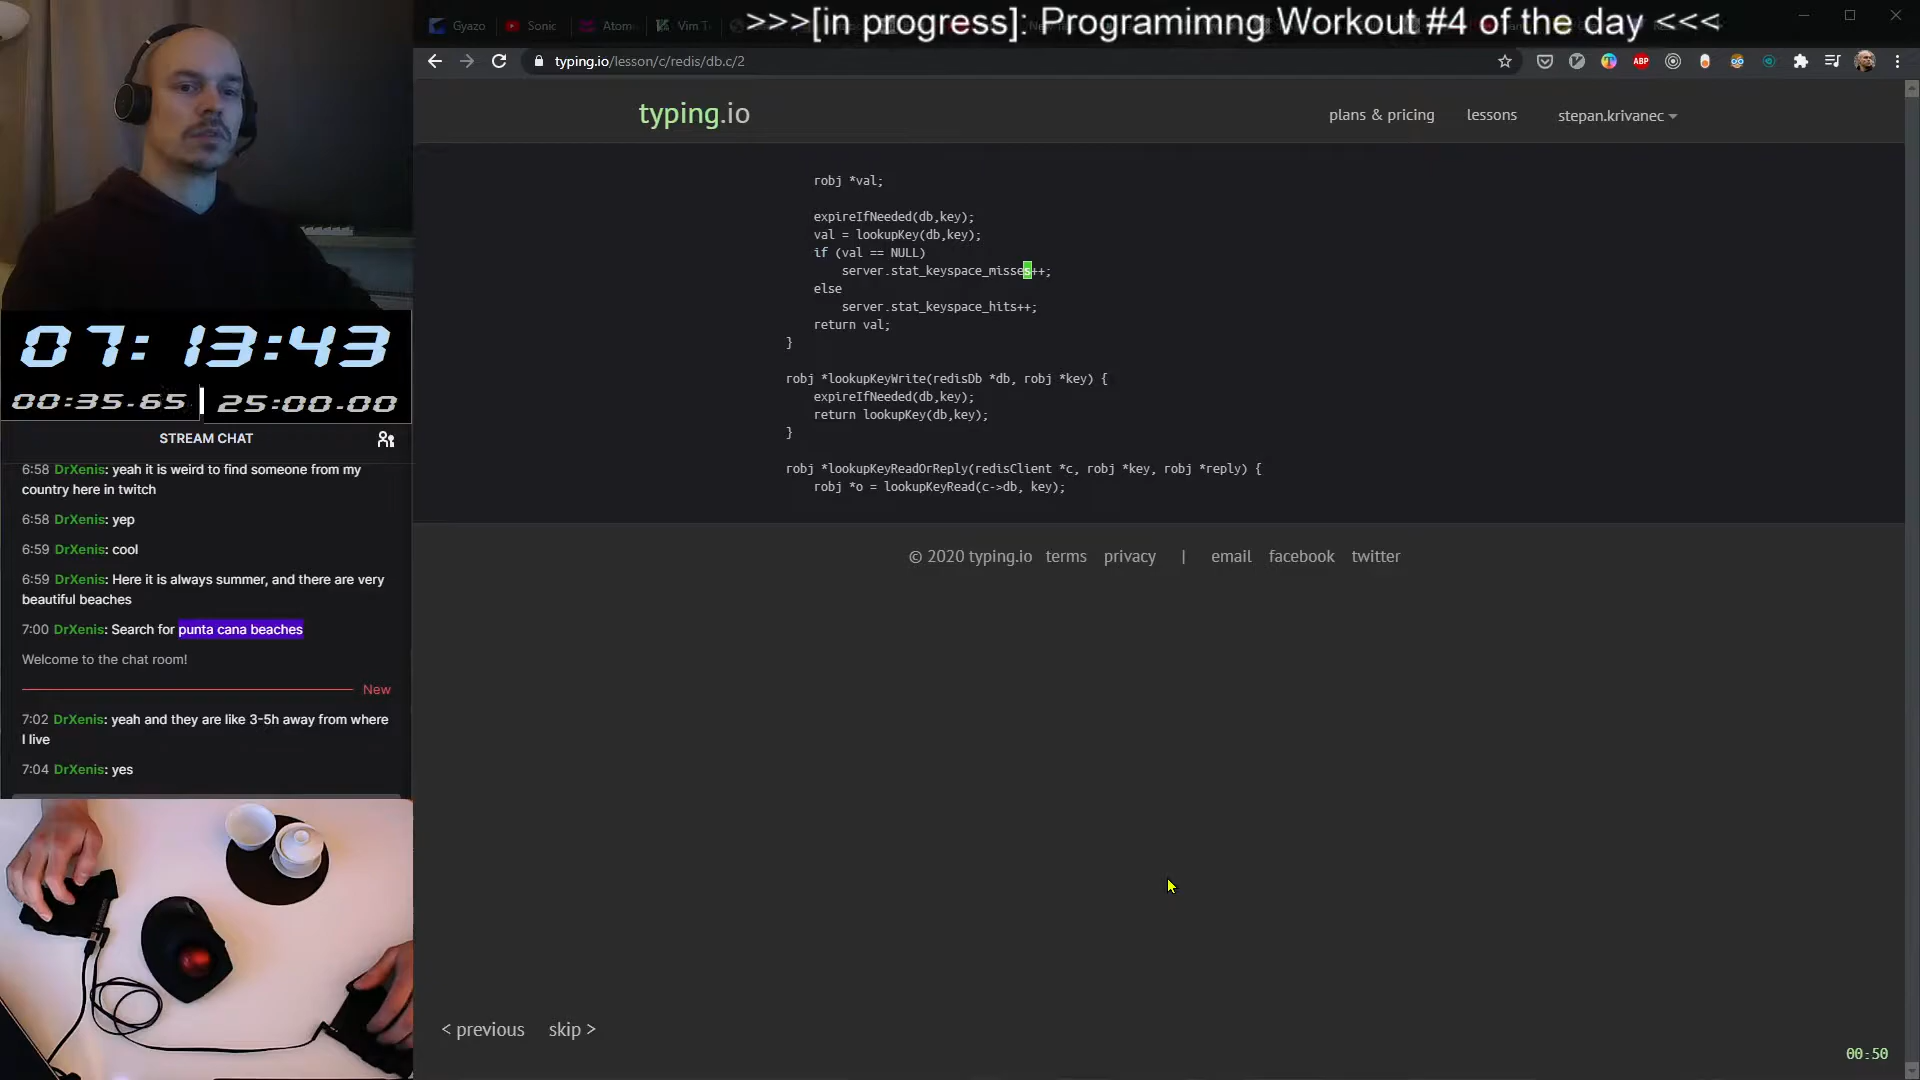 Gyazo
Sonic
Atom
Vim T
>>>[in progress]: Programimng Workout #4 of the day <<<
typing.io/lesson/c/redis/db.c/2
ABP
typing.io
plans & pricing
lessons
stepan.krivanec
robj *val;
expireIfNeeded(db,key);
val = lookupKey(db,key);
if (val == NULL)
server.stat_keyspace_misses++;
else
server.stat_keyspace_hits++;
return val;
}
robj *lookupKeyWrite(redisDb *db, robj *key) {
expireIfNeeded(db,key);
return lookupKey(db,key);
}
robj *lookupKeyReadOrReply(redisClient *c, robj *key, robj *reply) {
robj *o = lookupKeyRead(c->db, key);
© 2020 typing.io terms privacy | email facebook twitter
< previous skip >
00:50
07:13:43
00:35.65 | 25:00.00
STREAM CHAT
6:58 DrXenis: yeah it is weird to find someone from my
country here in twitch
6:58 DrXenis: yep
6:59 DrXenis: cool
6:59 DrXenis: Here it is always summer, and there are very
beautiful beaches
7:00 DrXenis: Search for punta cana beaches
Welcome to the chat room!
New
7:02 DrXenis: yeah and they are like 3-5h away from where
I live
7:04 DrXenis: yes